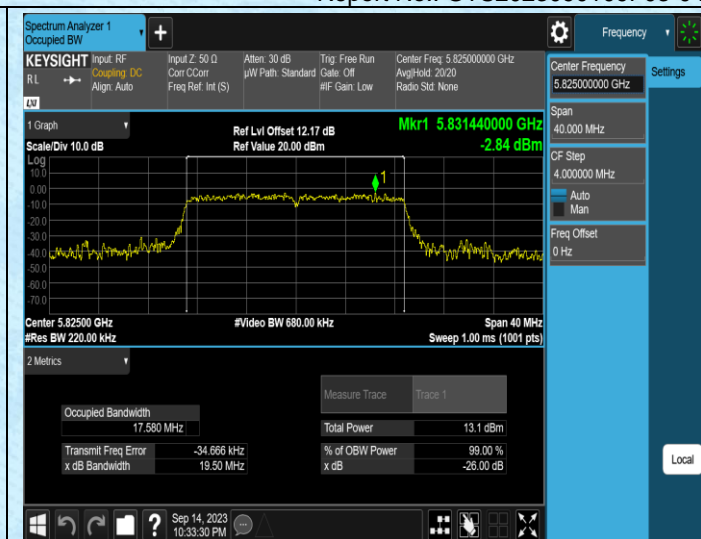 Spectrum Analyzer 1
Occupied BW
Frequency
KEYSIGHT
R L
LXI
Input: RF
Coupling: DC
Align: Auto
Input Z: 50 Ω
Corr CCorr
Freq Ref: Int (S)
Atten: 30 dB
µW Path: Standard
Trig: Free Run
Gate: Off
#IF Gain: Low
Center Freq: 5.825000000 GHz
Avg|Hold: 20/20
Radio Std: None
Center Frequency
5.825000000 GHz
Settings
Span
40.000 MHz
CF Step
4.000000 MHz
Auto
Man
Freq Offset
0 Hz
Local
1 Graph
Scale/Div 10.0 dB
Ref Lvl Offset 12.17 dB
Ref Value 20.00 dBm
Mkr1 5.831440000 GHz
-2.84 dBm
Log
10.0
0.00
-10.0
-20.0
-30.0
-40.0
-50.0
-60.0
-70.0
1
Center 5.82500 GHz
#Res BW 220.00 kHz
#Video BW 680.00 kHz
Span 40 MHz
Sweep 1.00 ms (1001 pts)
2 Metrics
Measure Trace Trace 1
Occupied Bandwidth
17.580 MHz
Total Power 13.1 dBm
Transmit Freq Error -34.666 kHz
% of OBW Power 99.00 %
x dB Bandwidth 19.50 MHz
x dB -26.00 dB
Sep 14, 2023
10:33:30 PM